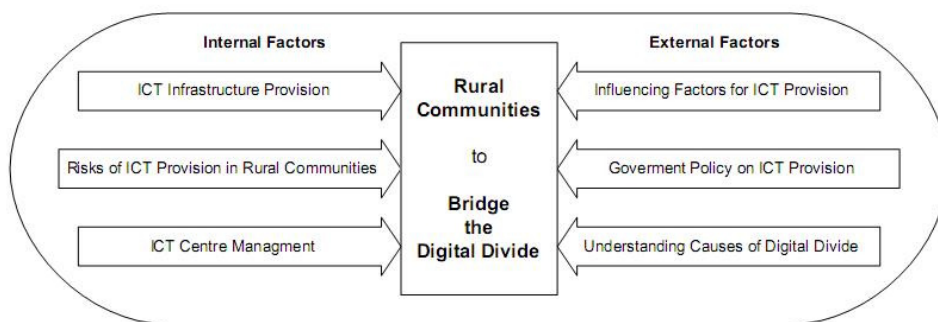 Internal Factors
ICT Infrastructure Provision
Risks of ICT Provision in Rural Communities
ICT Centre Managment
Rural
Communities
to
Bridge
the
Digital Divide
External Factors
Influencing Factors for ICT Provision
Goverment Policy on ICT Provision
Understanding Causes of Digital Divide